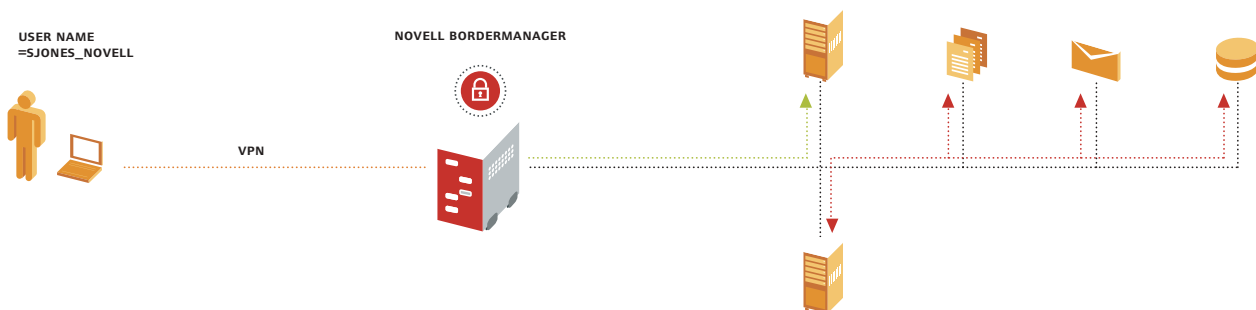 USER NAME
=SJONES_NOVELL
NOVELL BORDERMANAGER
VPN